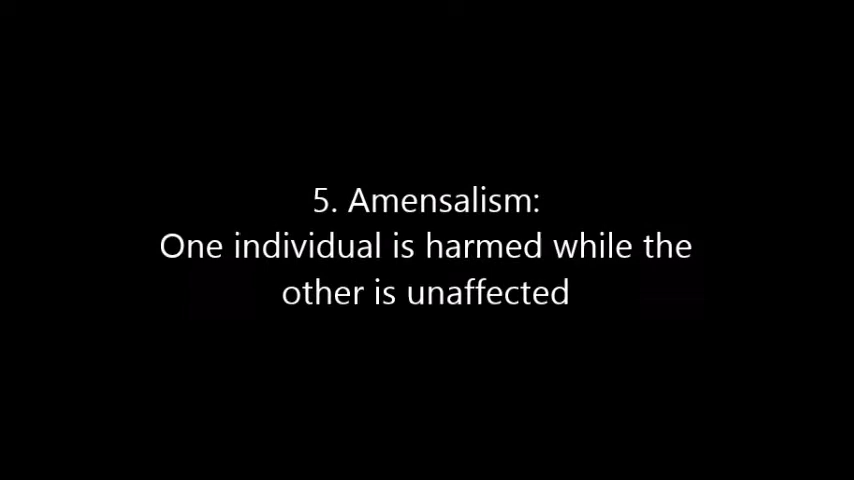 5. Amensalism:
One individual is harmed while the
other is unaffected